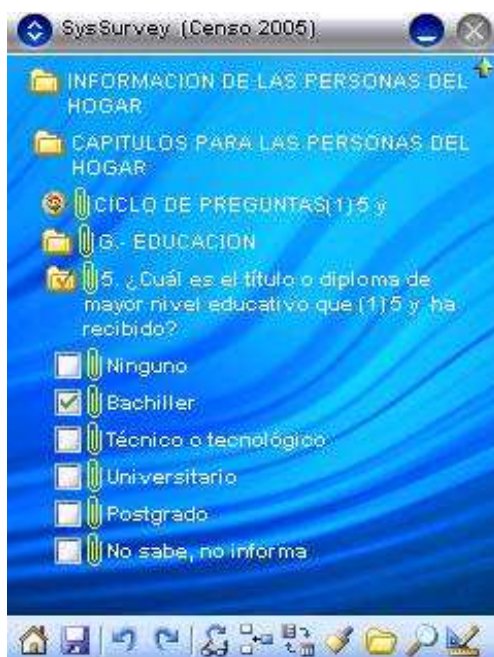 SysSurvey (Censo 2005)
INFORMACION DE LAS PERSONAS DEL
HOGAR
CAPITULOS PARA LAS PERSONAS DEL
HOGAR
CICLO DE PREGUNTAS(1)5 y
G.- EDUCACION
5. ¿Cuál es el título o diploma de
mayor nivel educativo que (1)5 y ha
recibido?
Ninguno
Bachiller
Técnico o tecnológico
Universitario
Postgrado
No sabe, no informa